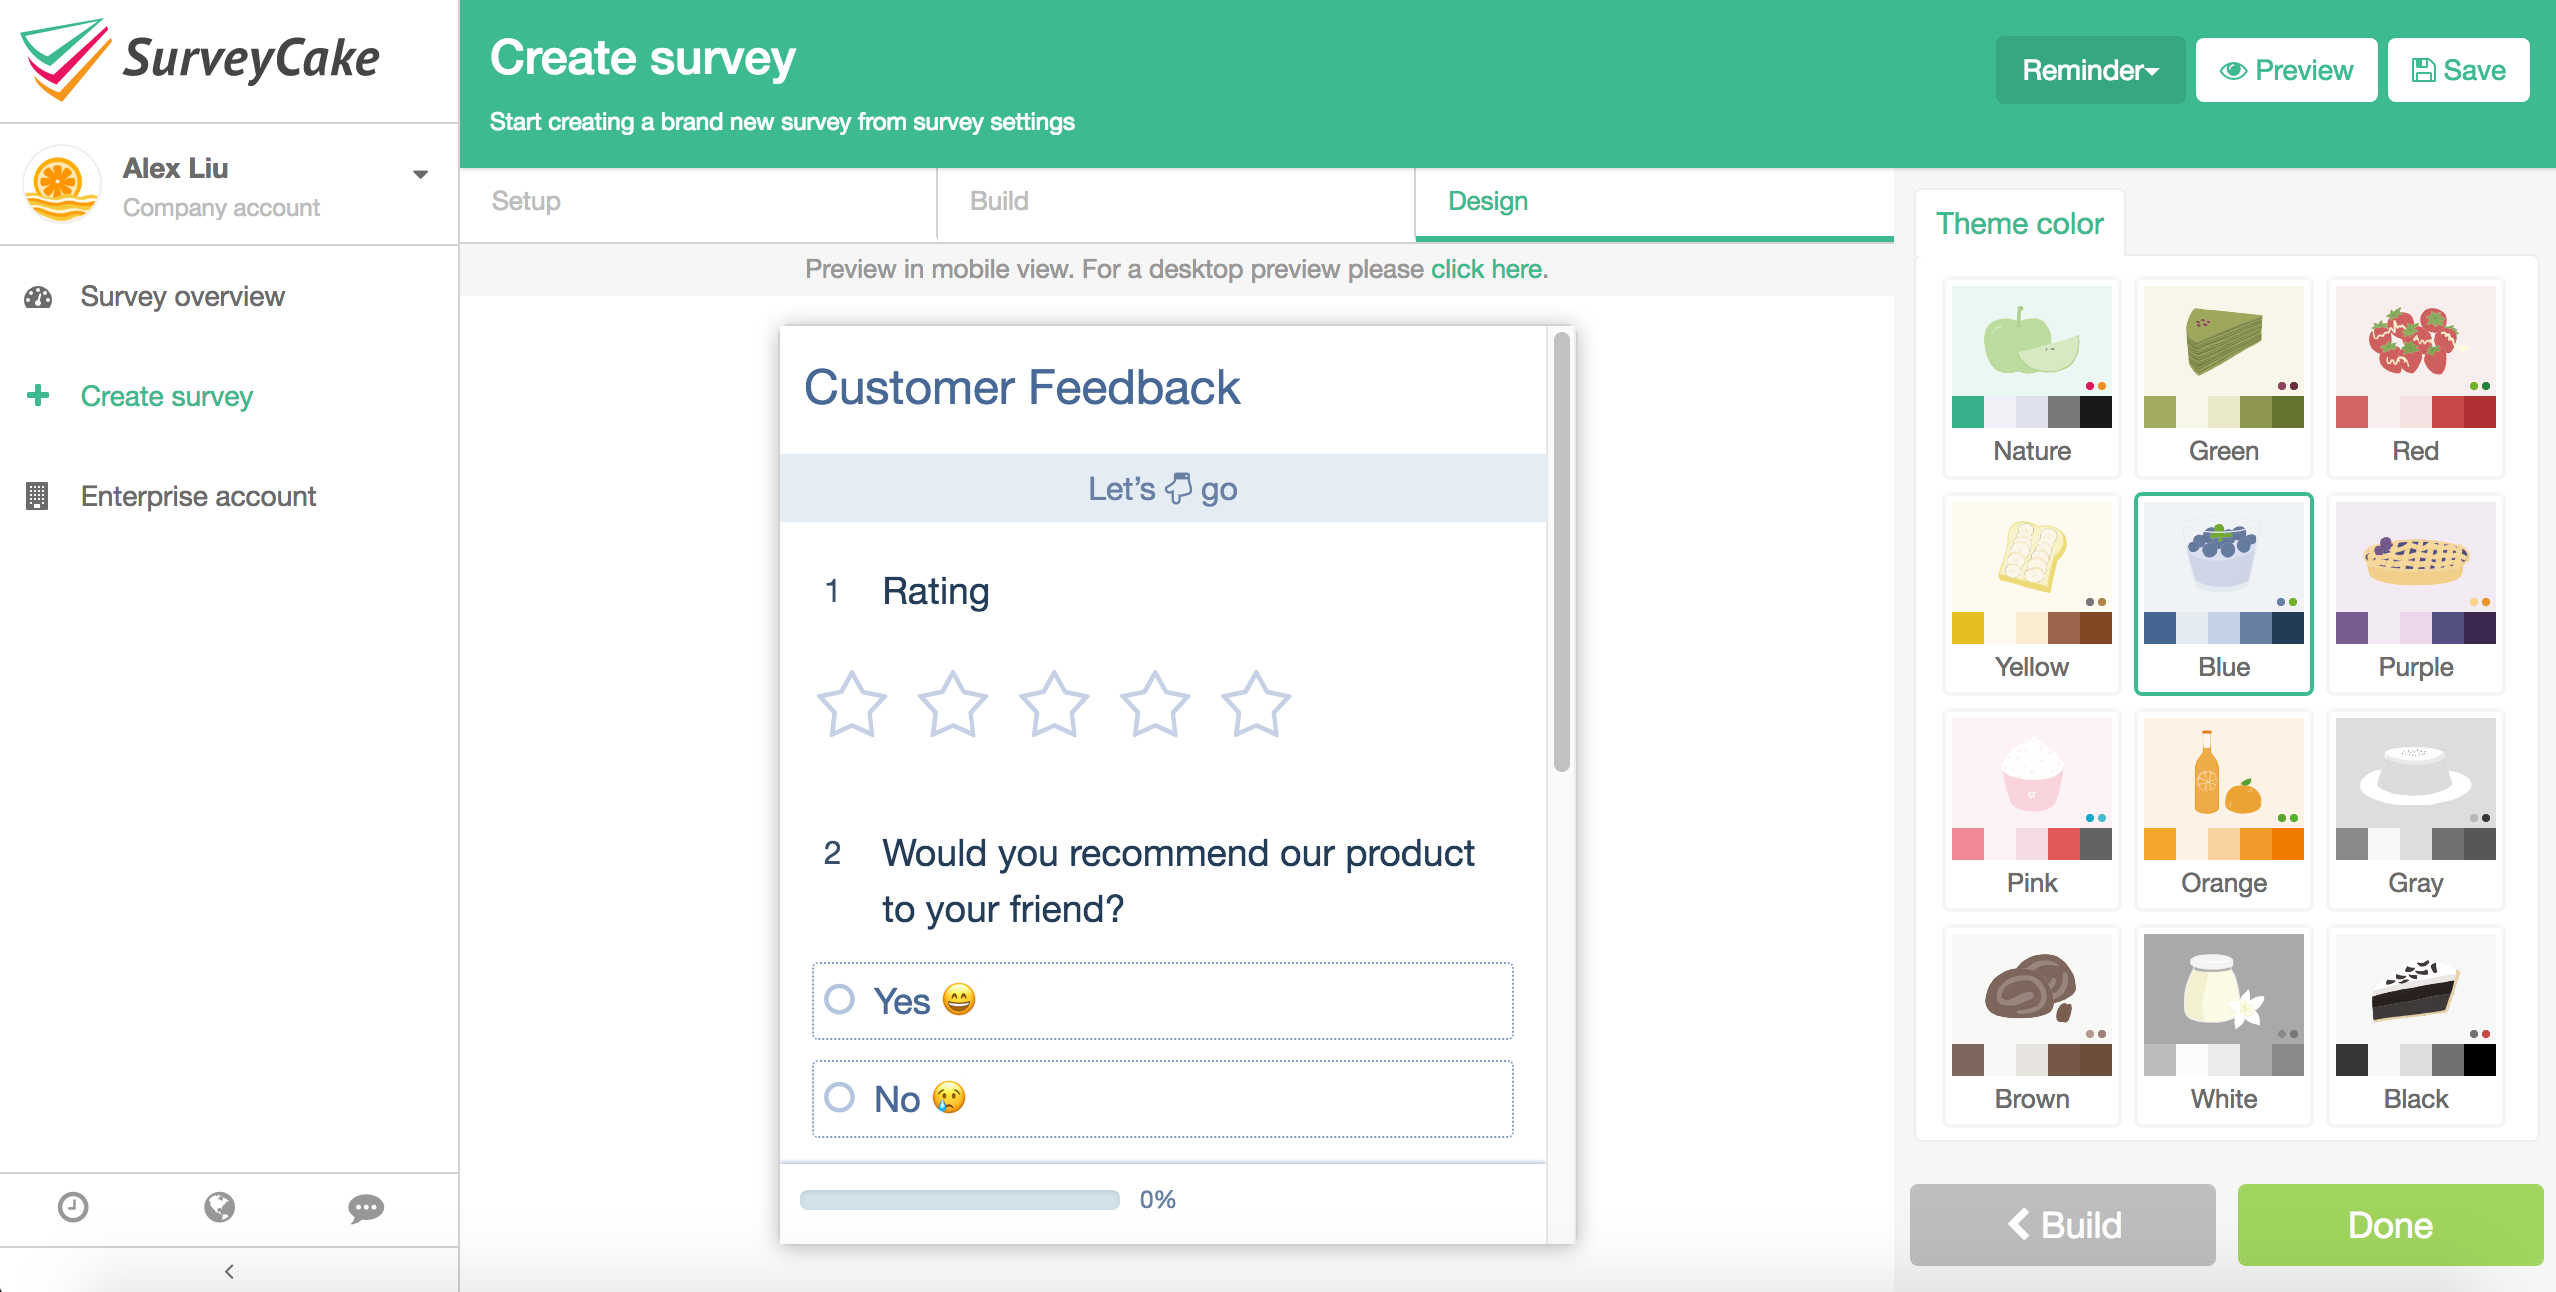 SurveyCake
Alex Liu
Company account
Survey overview
Create survey
Enterprise account
Create survey
Start creating a brand new survey from survey settings
Reminder
Preview
Save
Setup
Build
Design
Preview in mobile view. For a desktop preview please click here.
Customer Feedback
Let's 👇 go
1 Rating
2 Would you recommend our product
to your friend?
Yes 😄
No 😢
0%
Theme color
Nature
Green
Red
Yellow
Blue
Purple
Pink
Orange
Gray
Brown
White
Black
Build
Done